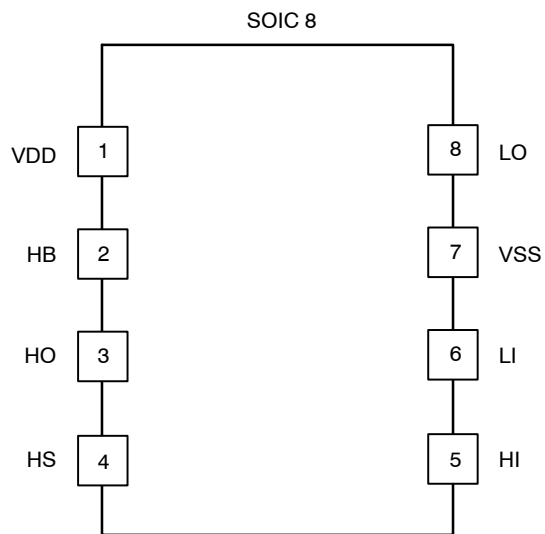 SOIC 8
VDD 1 8 LO
HB 2 7 VSS
HO 3 6 LI
HS 4 5 HI